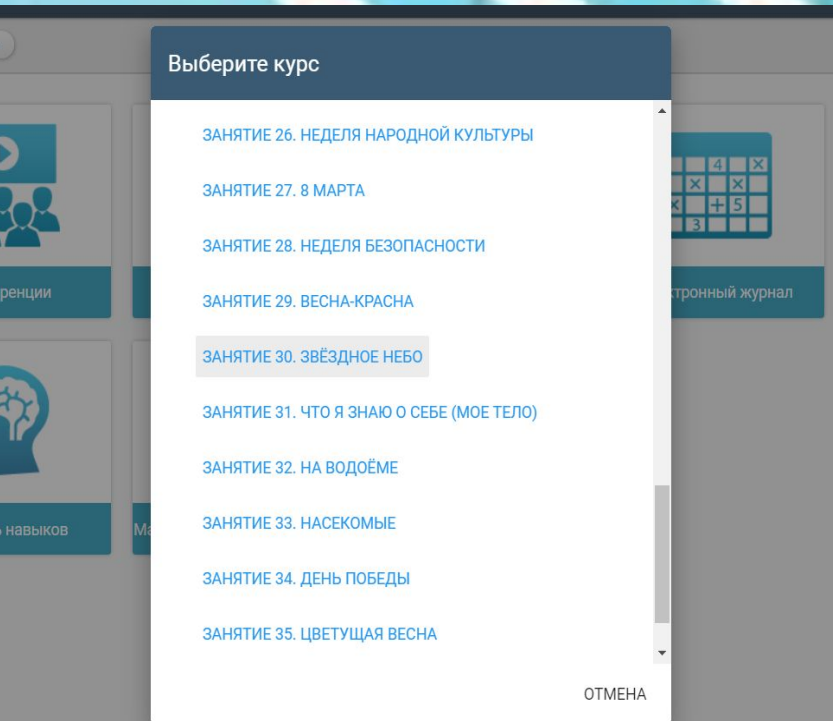 Выберите курс
ЗАНЯТИЕ 26. НЕДЕЛЯ НАРОДНОЙ КУЛЬТУРЫ
ЗАНЯТИЕ 27. 8 МАРТА
ЗАНЯТИЕ 28. НЕДЕЛЯ БЕЗОПАСНОСТИ
ЗАНЯТИЕ 29. ВЕСНА-КРАСНА
ЗАНЯТИЕ 30. ЗВЁЗДНОЕ НЕБО
ЗАНЯТИЕ 31. ЧТО Я ЗНАЮ О СЕБЕ (МОЕ ТЕЛО)
ЗАНЯТИЕ 32. НА ВОДОЁМЕ
ЗАНЯТИЕ 33. НАСЕКОМЫЕ
ЗАНЯТИЕ 34. ДЕНЬ ПОБЕДЫ
ЗАНЯТИЕ 35. ЦВЕТУЩАЯ ВЕСНА
ОТМЕНА
ренции
тронный журнал
навыков
4 X
X X
X + 5
3